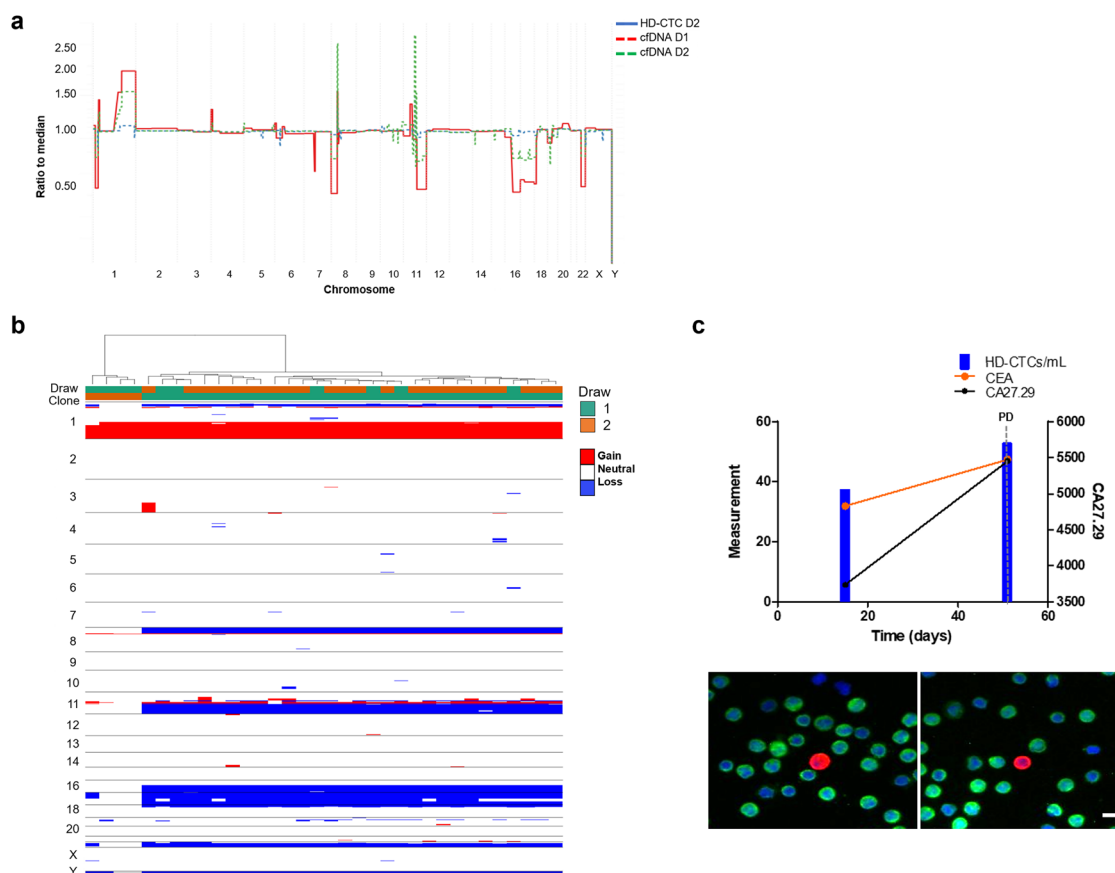 a
HD-CTC D2
cfDNA D1
cfDNA D2
2.50
2.00
1.50
1.00
0.50
Ratio to median
1 2 3 4 5 6 7 8 9 10 11 12 14 16 18 20 22 X Y
Chromosome
b
Draw
Clone
1
2
3
4
5
6
7
8
9
10
11
12
13
14
16
18
20
X
Y
Draw
1
2
Gain
Neutral
Loss
c
HD-CTCs/mL
CEA
CA27.29
PD
60
40
20
0
Measurement
6000
5500
5000
4500
4000
3500
CA27.29
0 20 40 60
Time (days)